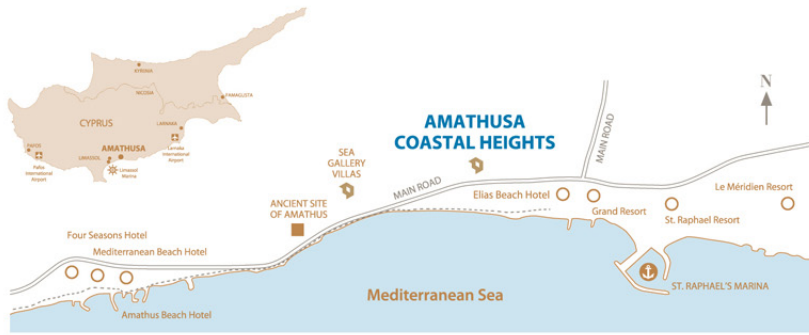 KYRENIA
NICOSIA
FAMAGUSTA
CYPRUS
LARNAKA
Larnaka
International
Airport
PAFOS
Pafos
International
Airport
AMATHUSA
LIMASSOL
Limassol
Marina
SEA
GALLERY
VILLAS
AMATHUSA
COASTAL HEIGHTS
N
MAIN ROAD
MAIN ROAD
ANCIENT SITE
OF AMATHUS
Elias Beach Hotel
Grand Resort
St. Raphael Resort
Le Méridien Resort
Four Seasons Hotel
Mediterranean Beach Hotel
Amathus Beach Hotel
Mediterranean Sea
ST. RAPHAEL'S MARINA